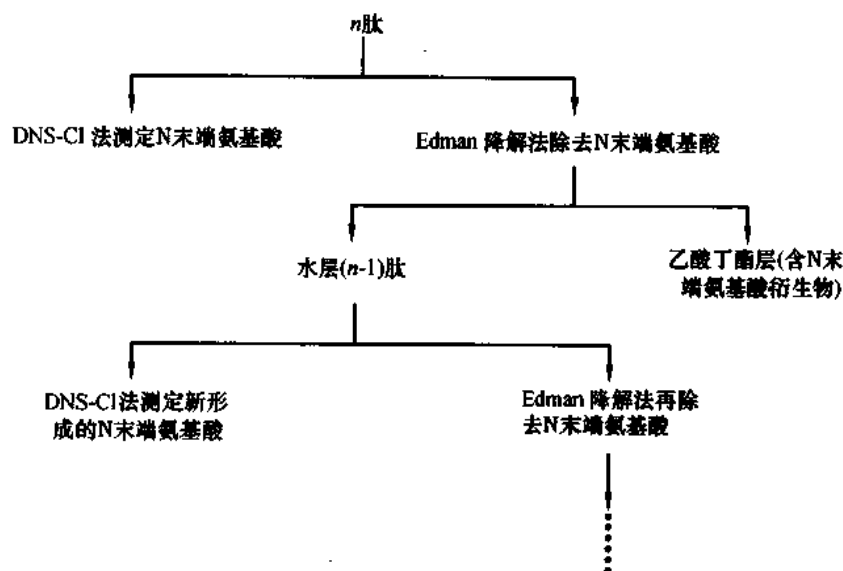 n肽
DNS-Cl 法测定N末端氨基酸
Edman 降解法除去N末端氨基酸
水层(n-1)肽
乙酸丁酯层(含N末
端氨基酸衍生物)
DNS-Cl法测定新形
成的N末端氨基酸
Edman 降解法再除
去N末端氨基酸